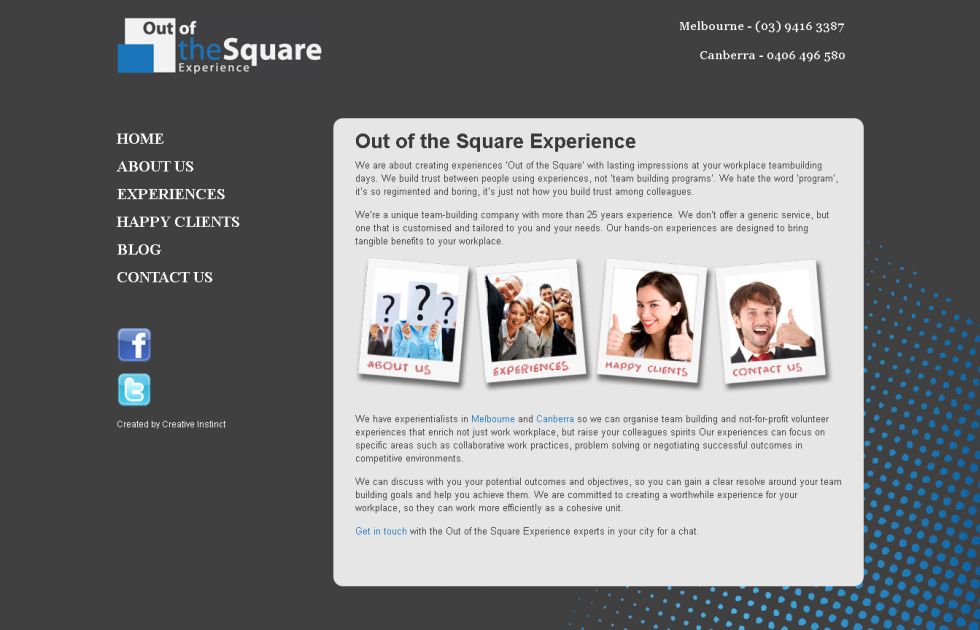 Out of
theSquare
Experience
Melbourne - (03) 9416 3387
Canberra - 0406 496 580
HOME
ABOUT US
EXPERIENCES
HAPPY CLIENTS
BLOG
CONTACT US
f
t
Created by Creative Instinct
Out of the Square Experience
We are about creating experiences 'Out of the Square' with lasting impressions at your workplace teambuilding
days. We build trust between people using experiences, not 'team building programs'. We hate the word 'program',
it's so regimented and boring, it's just not how you build trust among colleagues.
We're a unique team-building company with more than 25 years experience. We don't offer a generic service, but
one that is customised and tailored to you and your needs. Our hands-on experiences are designed to bring
tangible benefits to your workplace.
? ? ?
ABOUT US
EXPERIENCES
HAPPY CLIENTS
CONTACT US
We have experientialists in Melbourne and Canberra so we can organise team building and not-for-profit volunteer
experiences that enrich not just work workplace, but raise your colleagues spirits Our experiences can focus on
specific areas such as collaborative work practices, problem solving or negotiating successful outcomes in
competitive environments.
We can discuss with you your potential outcomes and objectives, so you can gain a clear resolve around your team
building goals and help you achieve them. We are committed to creating a worthwhile experience for your
workplace, so they can work more efficiently as a cohesive unit.
Get in touch with the Out of the Square Experience experts in your city for a chat.